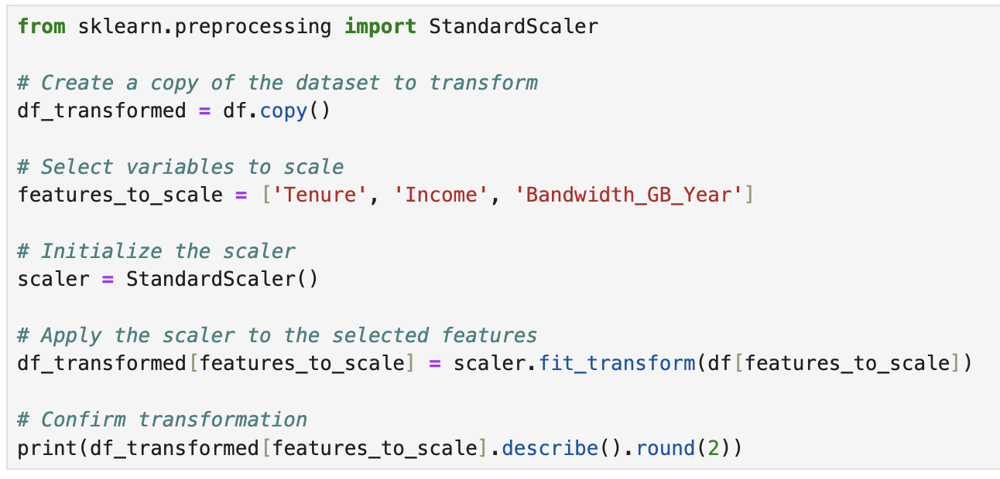 from sklearn.preprocessing import StandardScaler
# Create a copy of the dataset to transform
df_transformed = df.copy()
# Select variables to scale
features_to_scale = ['Tenure', 'Income', 'Bandwidth_GB_Year']
# Initialize the scaler
scaler = StandardScaler()
# Apply the scaler to the selected features
df_transformed[features_to_scale] = scaler.fit_transform(df[features_to_scale])
# Confirm transformation
print(df_transformed[features_to_scale].describe().round(2))